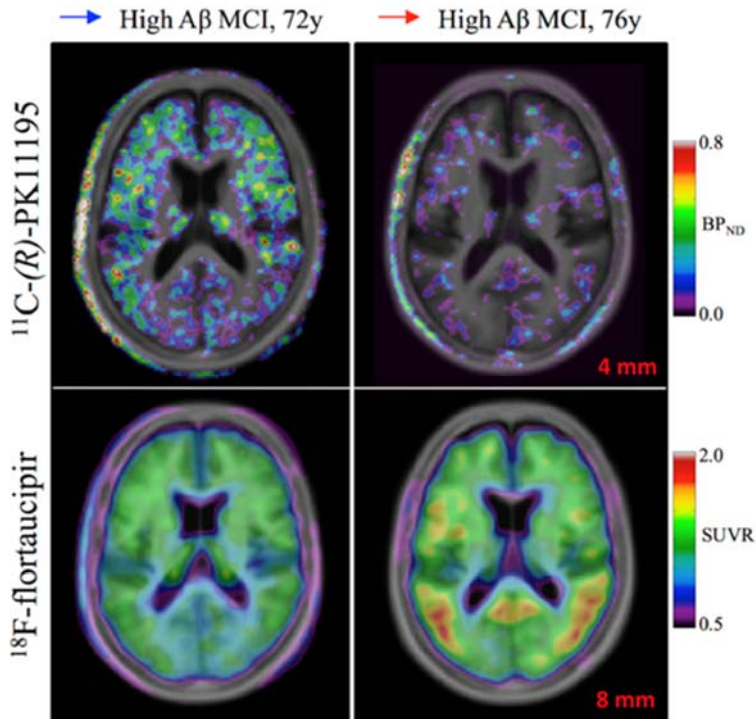 High Aβ MCI, 72y
High Aβ MCI, 76y
¹¹C-(R)-PK11195
0.8
BP_ND
0.0
4 mm
¹⁸F-flortaucipir
2.0
SUVR
0.5
8 mm